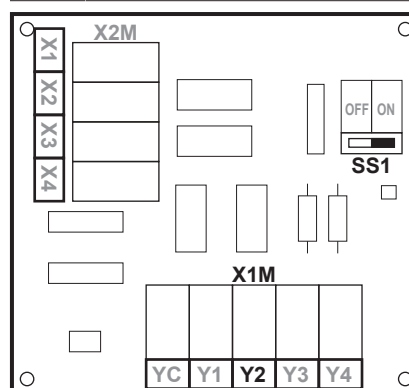 X2M
X1
X2
X3
X4
OFF ON
SS1
X1M
YC Y1 Y2 Y3 Y4